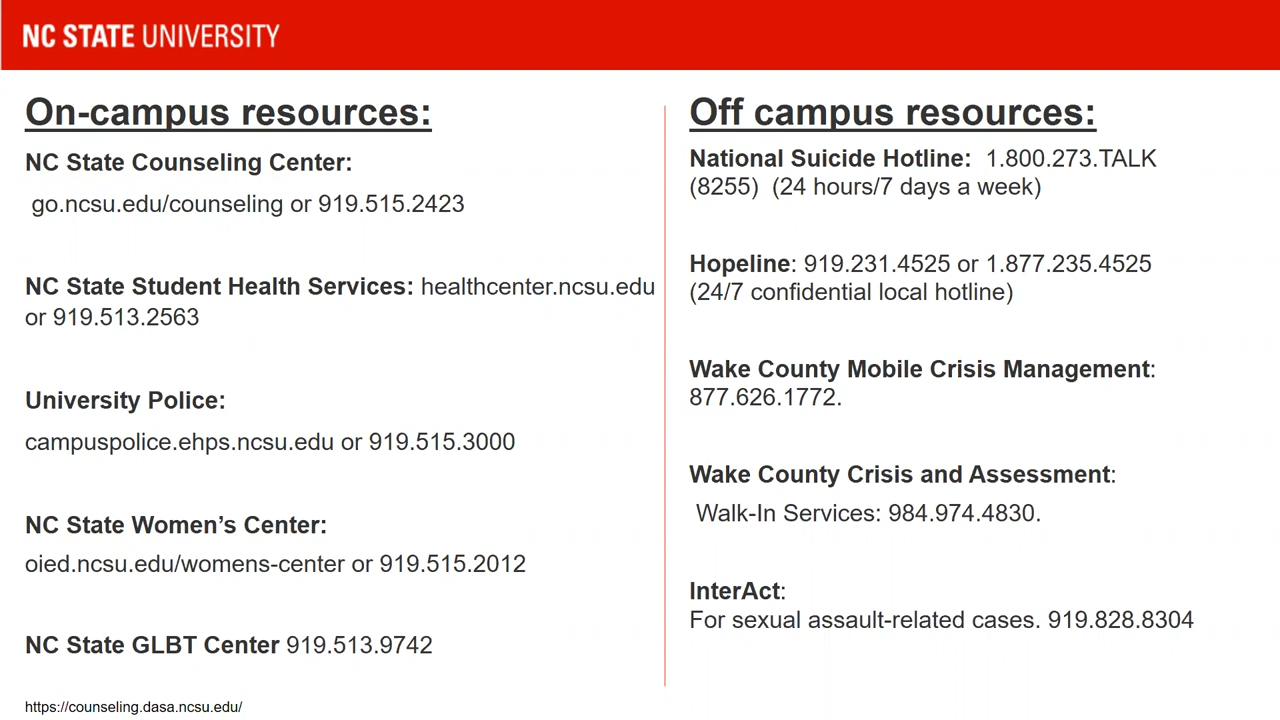 NC STATE UNIVERSITY
On-campus resources:
NC State Counseling Center:
go.ncsu.edu/counseling or 919.515.2423
NC State Student Health Services: healthcenter.ncsu.edu
or 919.513.2563
University Police:
campuspolice.ehps.ncsu.edu or 919.515.3000
NC State Women’s Center:
oied.ncsu.edu/womens-center or 919.515.2012
NC State GLBT Center 919.513.9742
https://counseling.dasa.ncsu.edu/
Off campus resources:
National Suicide Hotline: 1.800.273.TALK
(8255) (24 hours/7 days a week)
Hopeline: 919.231.4525 or 1.877.235.4525
(24/7 confidential local hotline)
Wake County Mobile Crisis Management:
877.626.1772.
Wake County Crisis and Assessment:
Walk-In Services: 984.974.4830.
InterAct:
For sexual assault-related cases. 919.828.8304